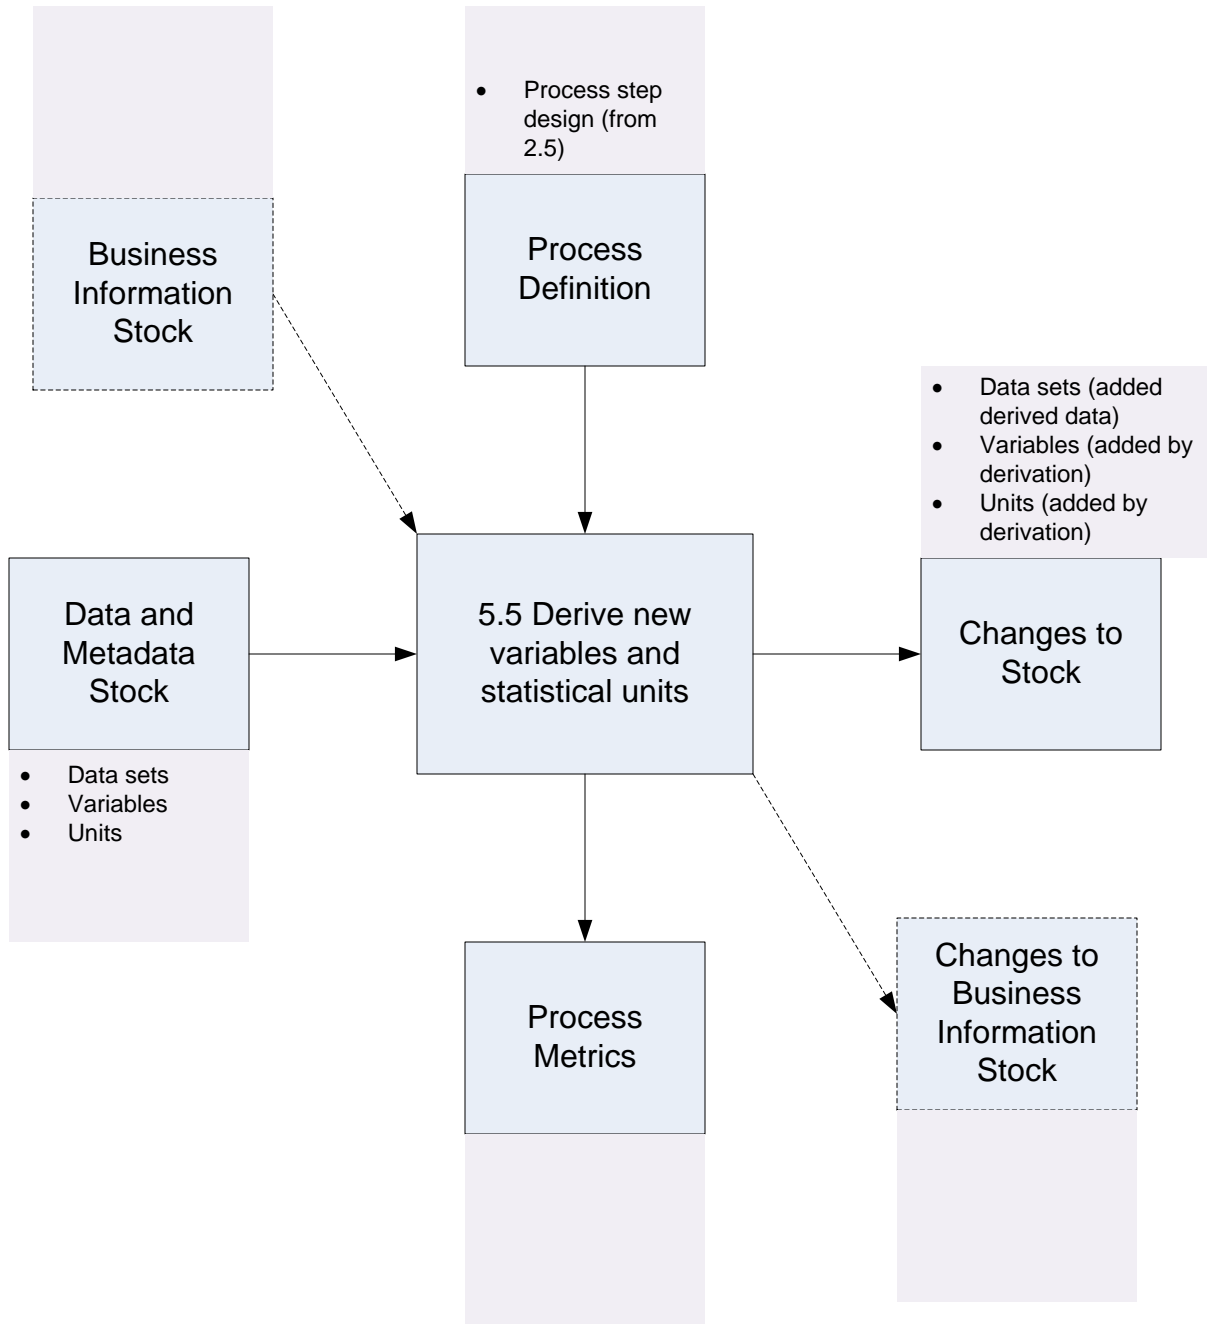 • Process step
design (from
2.5)
Business
Information
Stock
Process
Definition
• Data sets (added
derived data)
• Variables (added by
derivation)
• Units (added by
derivation)
Data and
Metadata
Stock
5.5 Derive new
variables and
statistical units
Changes to
Stock
• Data sets
• Variables
• Units
Process
Metrics
Changes to
Business
Information
Stock